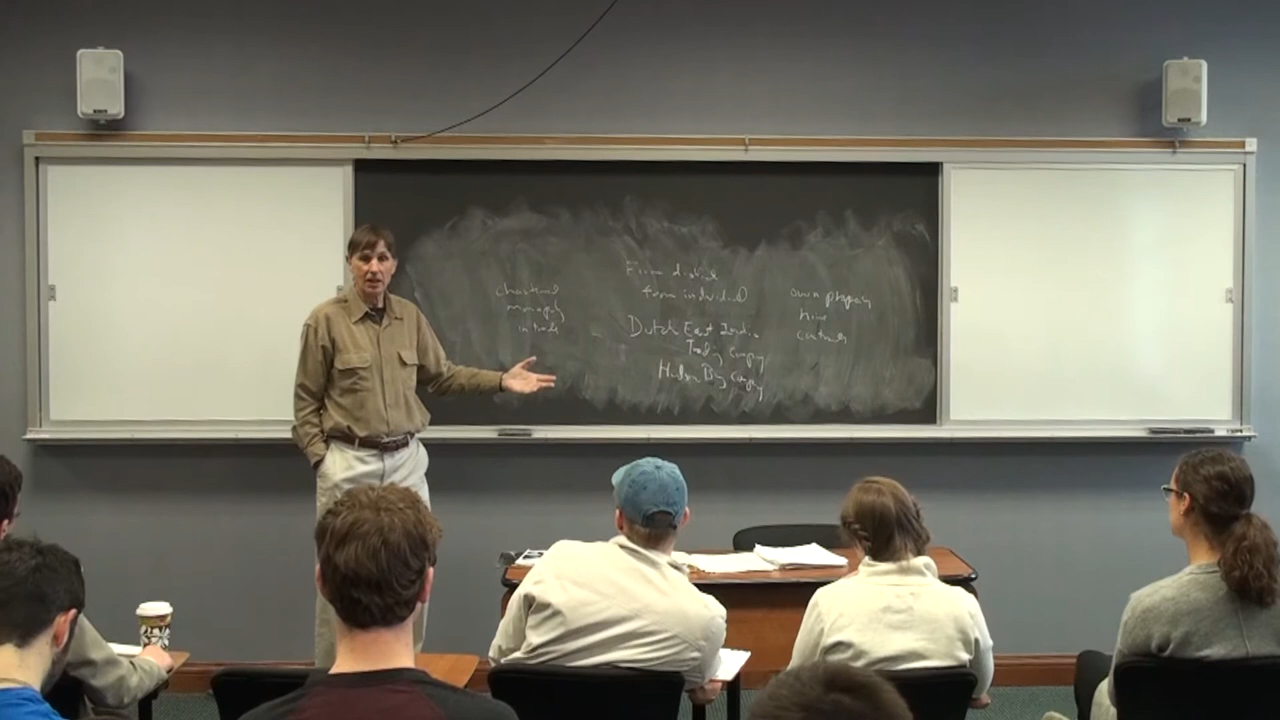 chartered
monopoly
in trade
Firm distinct
from individual
Dutch East India
Trading Company
Hudson Bay Company
own property
hire
contracts